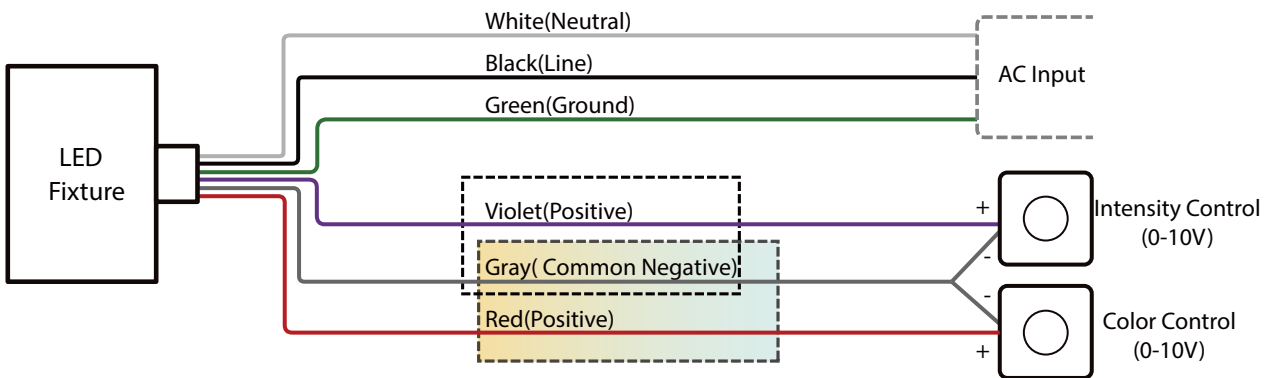 White(Neutral)
Black(Line)
Green(Ground)
AC Input
LED
Fixture
Violet(Positive)
+
Intensity Control
(0-10V)
-
Gray( Common Negative)
-
Red(Positive)
Color Control
(0-10V)
+